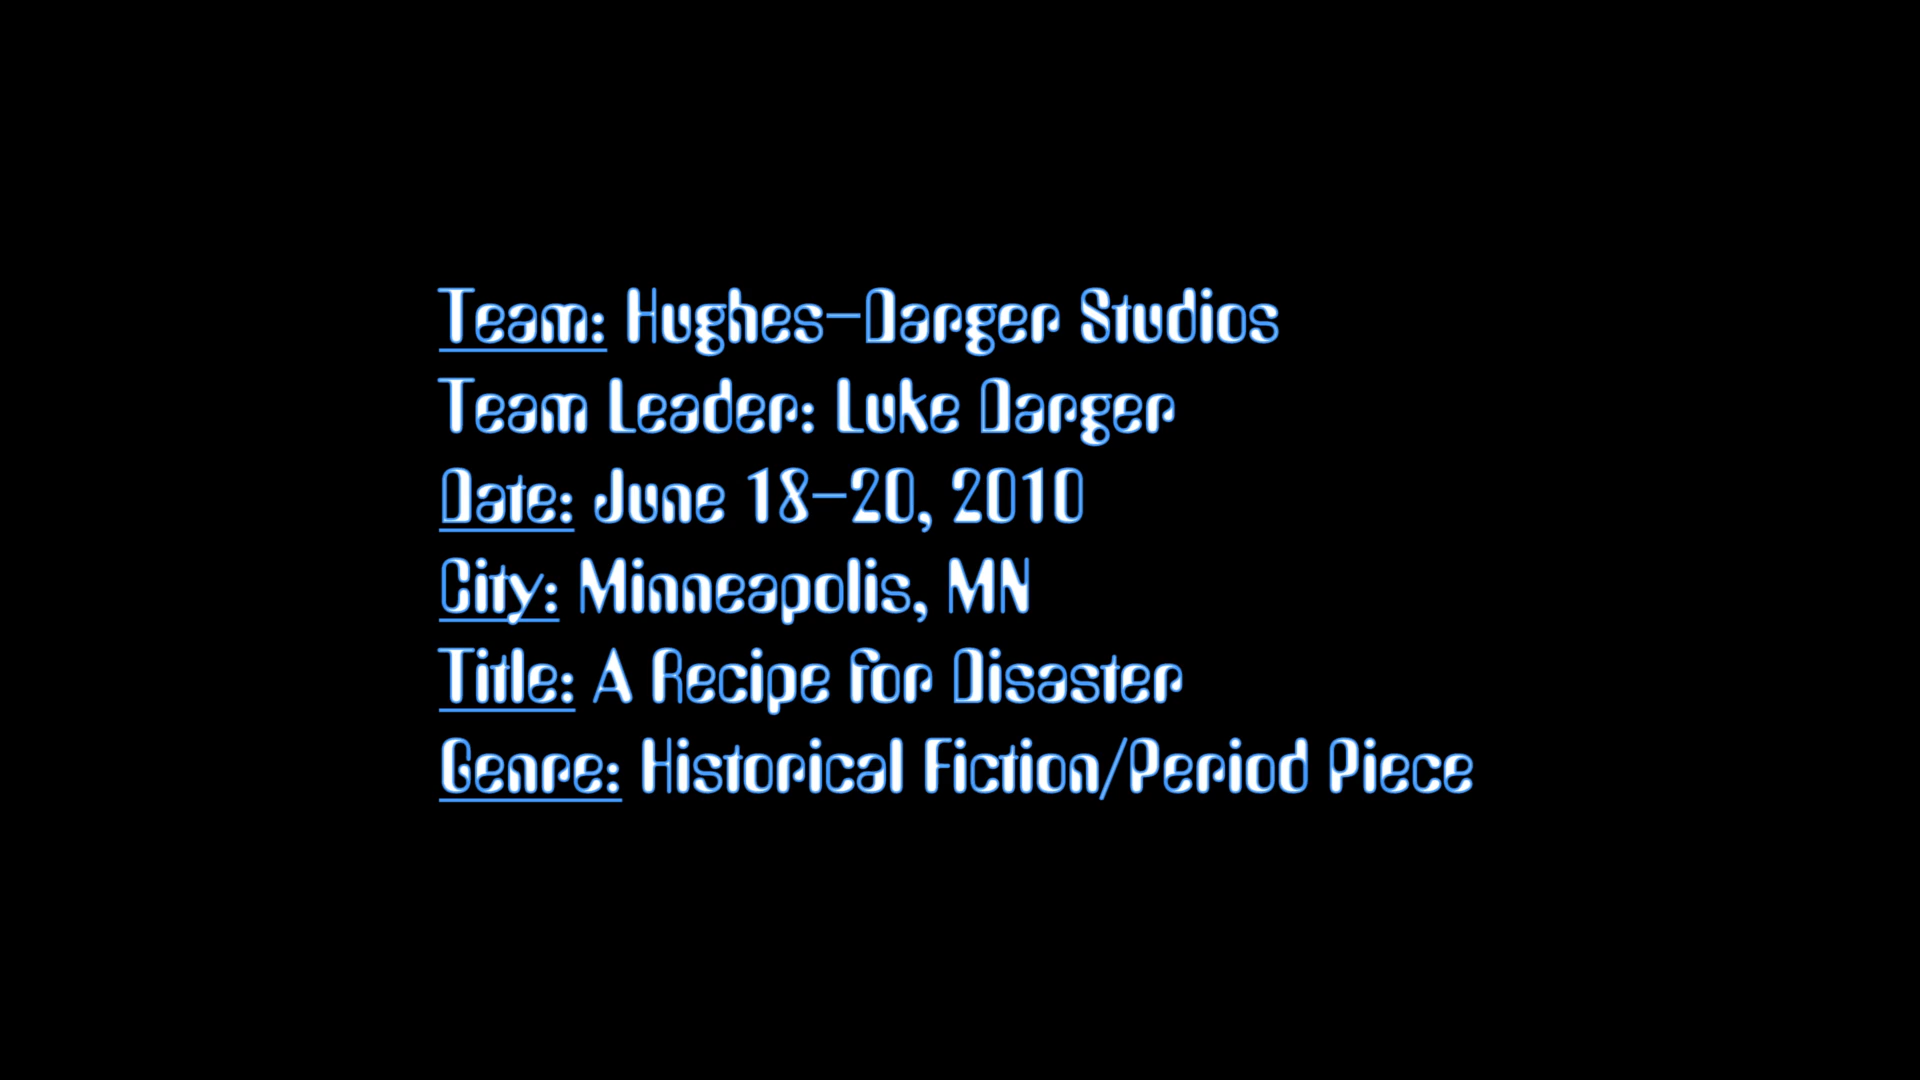 Team: Hughes-Darger Studios
Team Leader: Luke Darger
Date: June 18-20, 2010
City: Minneapolis, MN
Title: A Recipe for Disaster
Genre: Historical Fiction/Period Piece